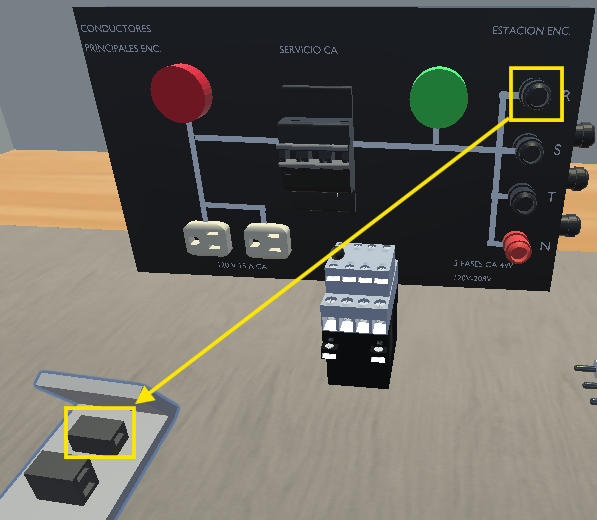 CONDUCTORES
PRINCIPALES ENC.
SERVICIO CA
ESTACION ENC.
R
S
T
N
120 V 15 A CA
3 FASES CA 4W
120V-208V